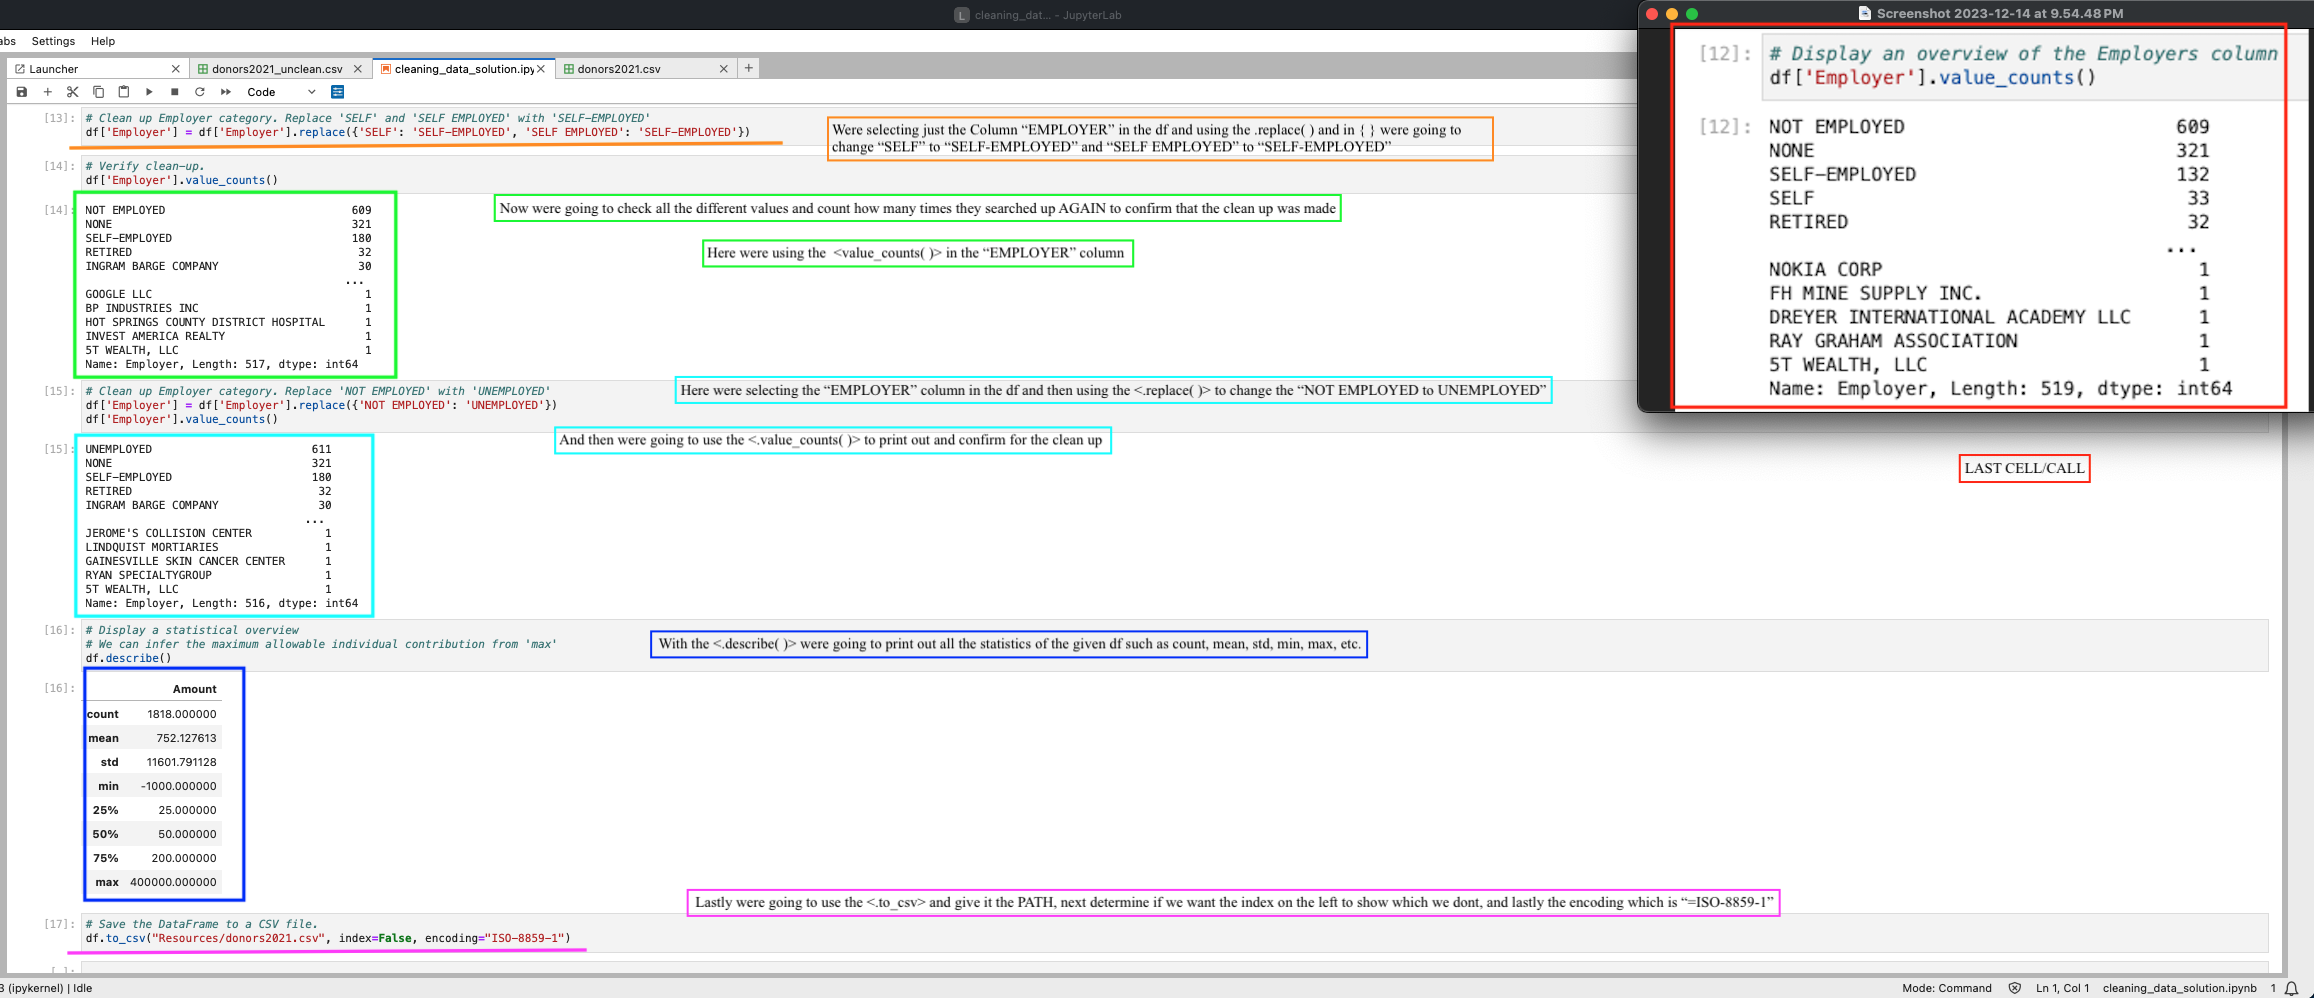 cleaning_dat... - JupyterLab
abs Settings Help
Launcher
donors2021_unclean.csv
cleaning_data_solution.ipy
donors2021.csv
Code
[13]:
# Clean up Employer category. Replace 'SELF' and 'SELF EMPLOYED' with 'SELF-EMPLOYED'
df['Employer'] = df['Employer'].replace({'SELF': 'SELF-EMPLOYED', 'SELF EMPLOYED': 'SELF-EMPLOYED'})
Were selecting just the Column “EMPLOYER” in the df and using the .replace( ) and in { } were going to
change “SELF” to “SELF-EMPLOYED” and “SELF EMPLOYED” to “SELF-EMPLOYED”
[14]:
# Verify clean-up.
df['Employer'].value_counts()
[14]:
NOT EMPLOYED 609
NONE 321
SELF-EMPLOYED 180
RETIRED 32
INGRAM BARGE COMPANY 30
...
GOOGLE LLC 1
BP INDUSTRIES INC 1
HOT SPRINGS COUNTY DISTRICT HOSPITAL 1
INVEST AMERICA REALTY 1
5T WEALTH, LLC 1
Name: Employer, Length: 517, dtype: int64
Now were going to check all the different values and count how many times they searched up AGAIN to confirm that the clean up was made
Here were using the <value_counts( )> in the “EMPLOYER” column
[15]:
# Clean up Employer category. Replace 'NOT EMPLOYED' with 'UNEMPLOYED'
df['Employer'] = df['Employer'].replace({'NOT EMPLOYED': 'UNEMPLOYED'})
df['Employer'].value_counts()
Here were selecting the “EMPLOYER” column in the df and then using the <.replace( )> to change the “NOT EMPLOYED to UNEMPLOYED”
And then were going to use the <.value_counts( )> to print out and confirm for the clean up
[15]:
UNEMPLOYED 611
NONE 321
SELF-EMPLOYED 180
RETIRED 32
INGRAM BARGE COMPANY 30
...
JEROME'S COLLISION CENTER 1
LINDQUIST MORTIARIES 1
GAINESVILLE SKIN CANCER CENTER 1
RYAN SPECIALTYGROUP 1
5T WEALTH, LLC 1
Name: Employer, Length: 516, dtype: int64
[16]:
# Display a statistical overview
# We can infer the maximum allowable individual contribution from 'max'
df.describe()
With the <.describe( )> were going to print out all the statistics of the given df such as count, mean, std, min, max, etc.
[16]:
Amount
count 1818.000000
mean 752.127613
std 11601.791128
min -1000.000000
25% 25.000000
50% 50.000000
75% 200.000000
max 400000.000000
Lastly were going to use the <.to_csv> and give it the PATH, next determine if we want the index on the left to show which we dont, and lastly the encoding which is “=ISO-8859-1”
[17]:
# Save the DataFrame to a CSV file.
df.to_csv("Resources/donors2021.csv", index=False, encoding="ISO-8859-1")
[ ]:
Screenshot 2023-12-14 at 9.54.48 PM
[12]:
# Display an overview of the Employers column
df['Employer'].value_counts()
[12]:
NOT EMPLOYED 609
NONE 321
SELF-EMPLOYED 132
SELF 33
RETIRED 32
...
NOKIA CORP 1
FH MINE SUPPLY INC. 1
DREYER INTERNATIONAL ACADEMY LLC 1
RAY GRAHAM ASSOCIATION 1
5T WEALTH, LLC 1
Name: Employer, Length: 519, dtype: int64
LAST CELL/CALL
3 (ipykernel) | Idle
Mode: Command Ln 1, Col 1 cleaning_data_solution.ipynb 1